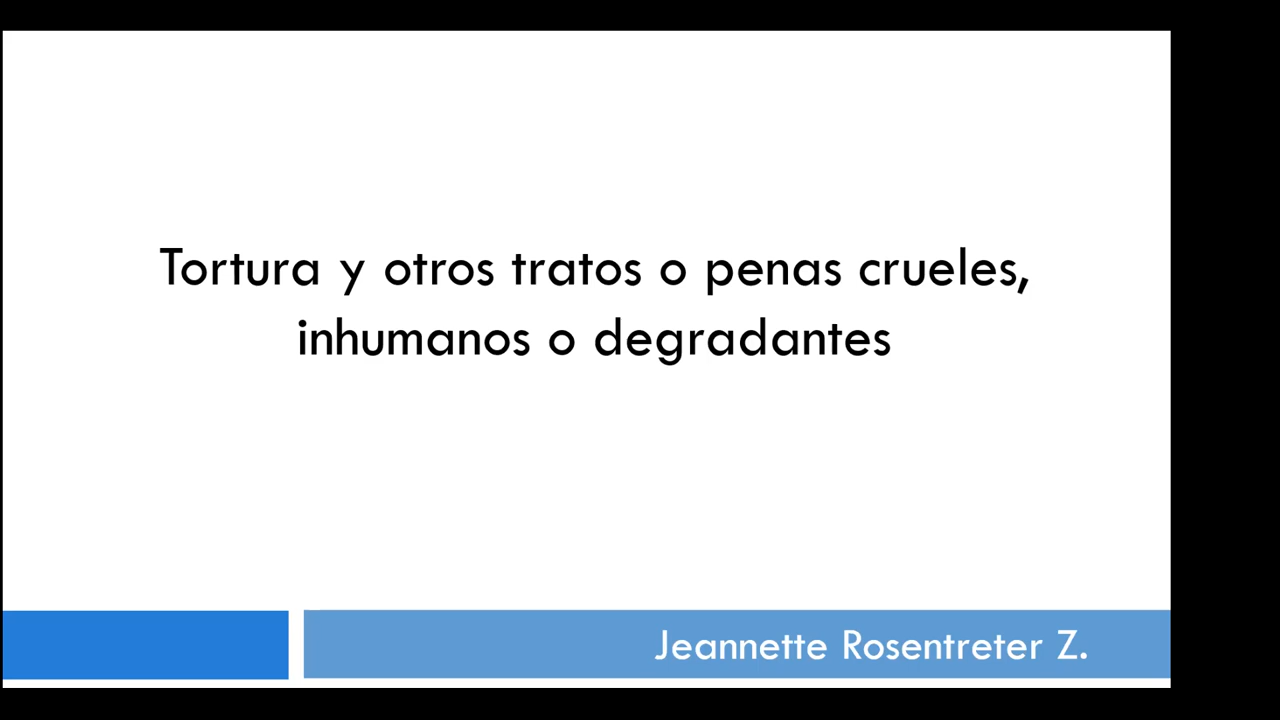 Tortura y otros tratos o penas crueles,
inhumanos o degradantes
Jeannette Rosentreter Z.